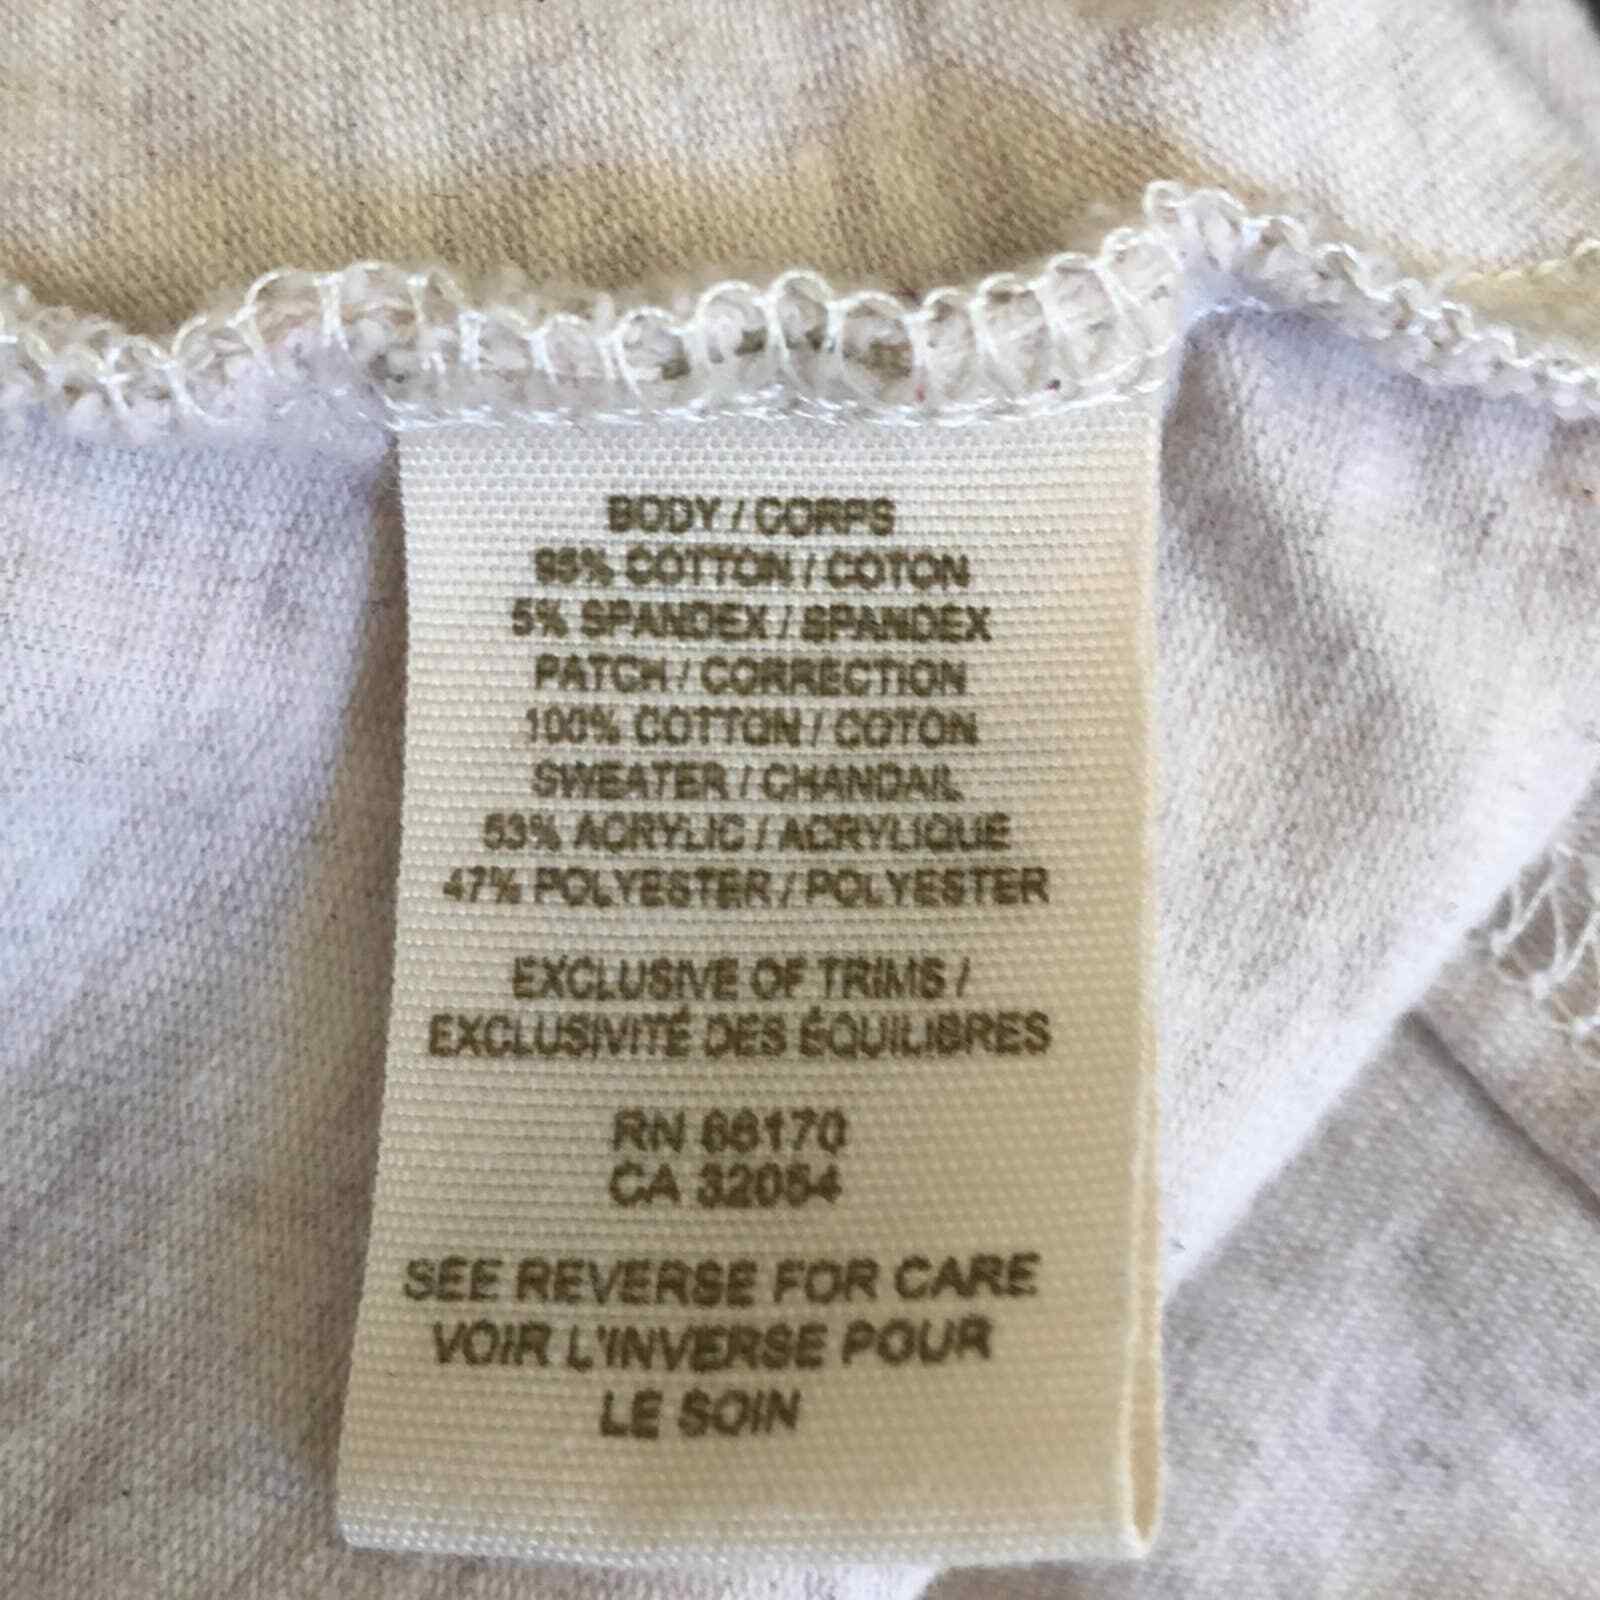 BODY / CORPS
95% COTTON / COTON
5% SPANDEX / SPANDEX
PATCH / CORRECTION
100% COTTON / COTON
SWEATER / CHANDAIL
53% ACRYLIC / ACRYLIQUE
47% POLYESTER / POLYESTER
EXCLUSIVE OF TRIMS /
EXCLUSIVITÉ DES ÉQUILIBRES
RN 66170
CA 32054
SEE REVERSE FOR CARE
VOIR L'INVERSE POUR
LE SOIN